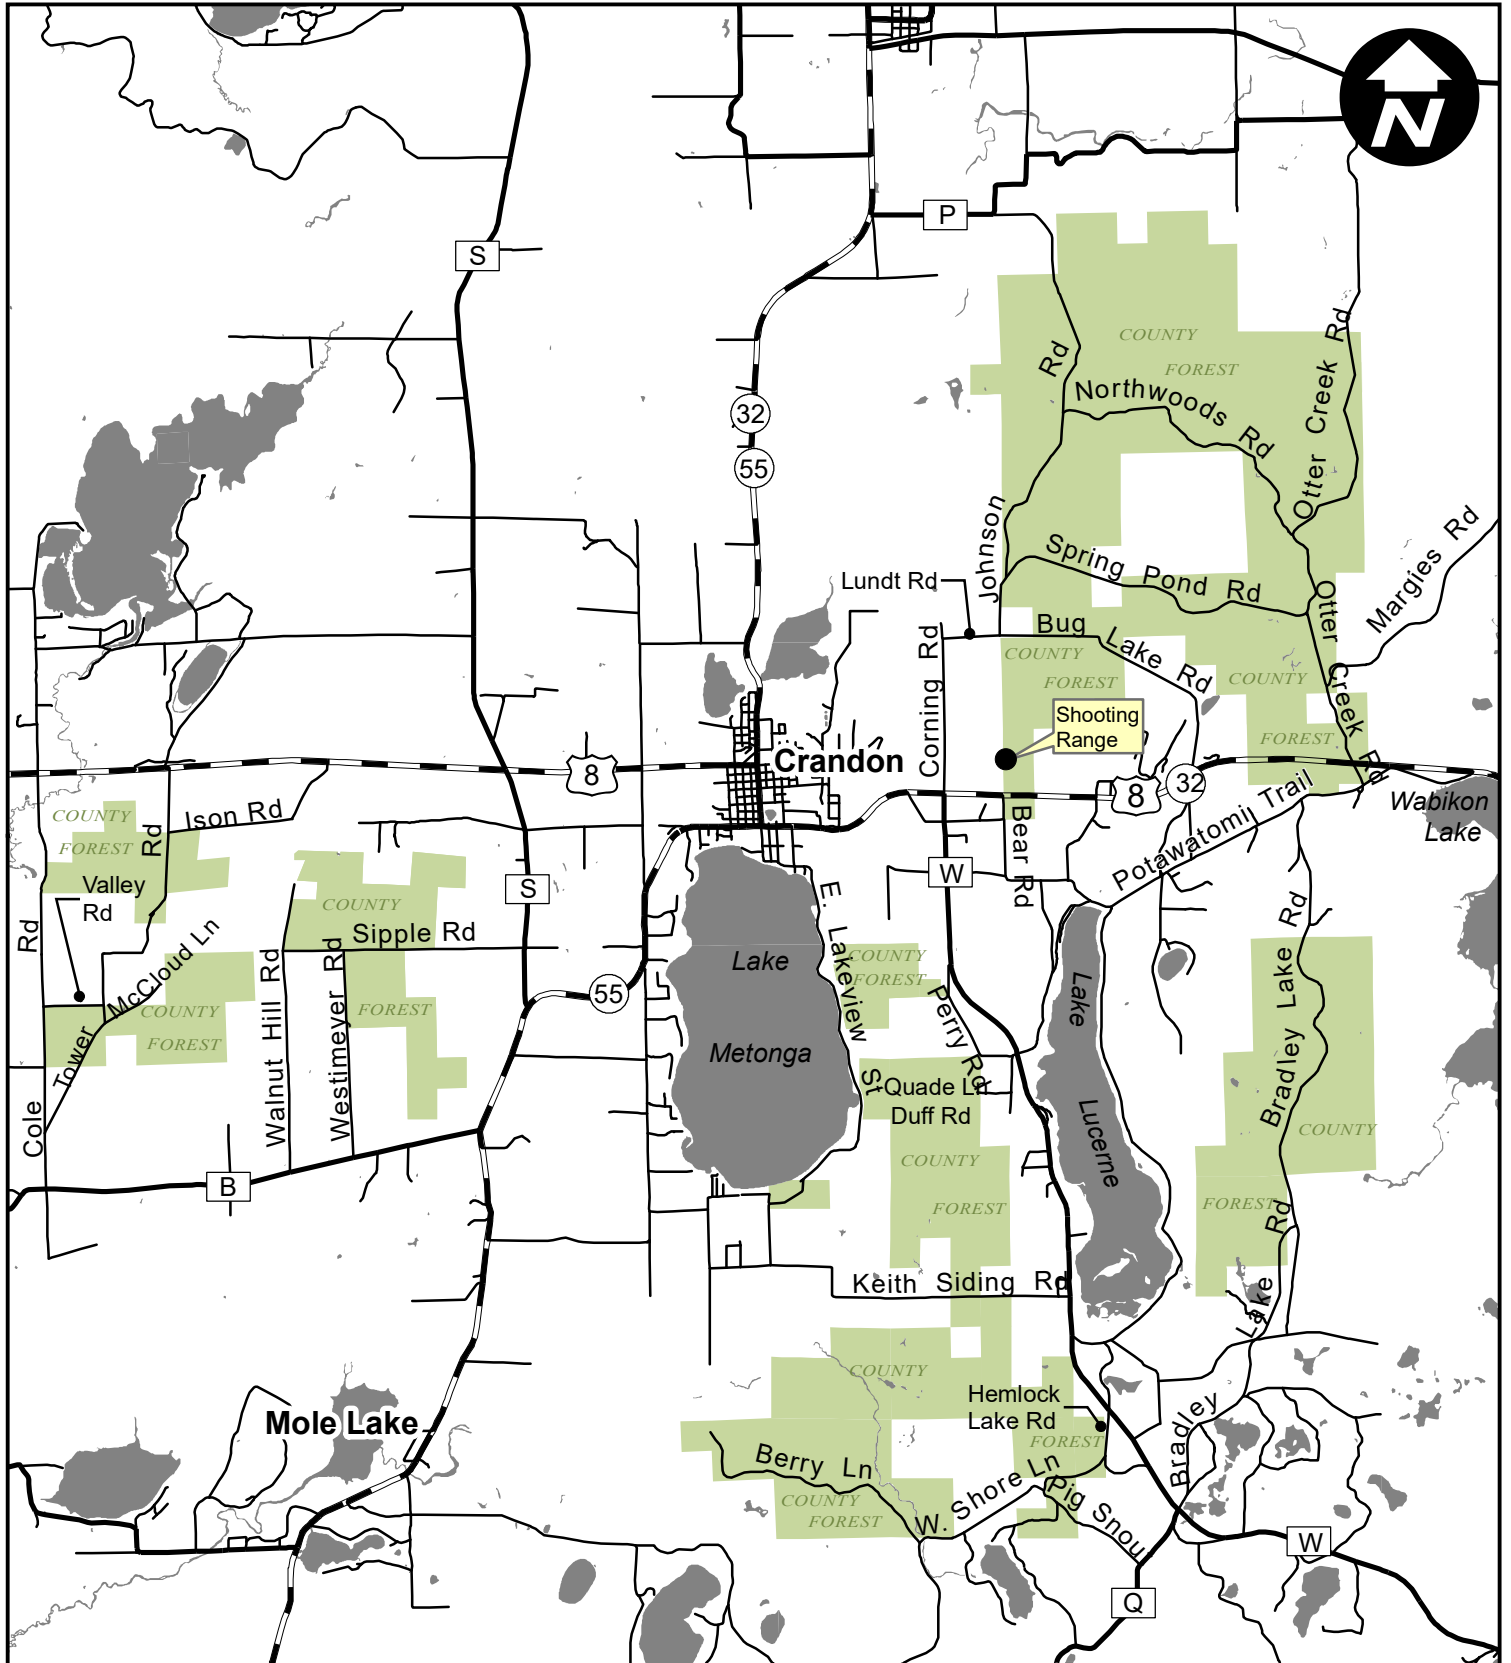 N
P
S
COUNTY
FOREST
Rd
Otter Creek Rd
Northwoods Rd
32
55
Johnson
Spring Pond Rd
Margies Rd
Lundt Rd
Otter
Creek
Rd
Bug
Lake Rd
Corning Rd
COUNTY
FOREST
COUNTY
FOREST
Shooting
Range
Crandon
8
8
32
Potawatomi Trail
Wabikon
Lake
COUNTY
FOREST
Ison Rd
Rd
Valley
Rd
Bear Rd
S
W
COUNTY
Sipple Rd
FOREST
E. Lakeview
St
Rd
McCloud Ln
Tower
COUNTY
FOREST
Walnut Hill Rd
Westimeyer Rd
55
Lake
Metonga
COUNTY
FOREST
Perry Rd
Lake
Lucerne
Bradley Lake Rd
Quade Ln
Duff Rd
COUNTY
FOREST
COUNTY
FOREST
Cole
B
Keith Siding Rd
Rd
Lake
Bradley
COUNTY
FOREST
Hemlock
Lake Rd
Mole Lake
Berry Ln
W. Shore Ln
Pig Snou
COUNTY
FOREST
W
Q